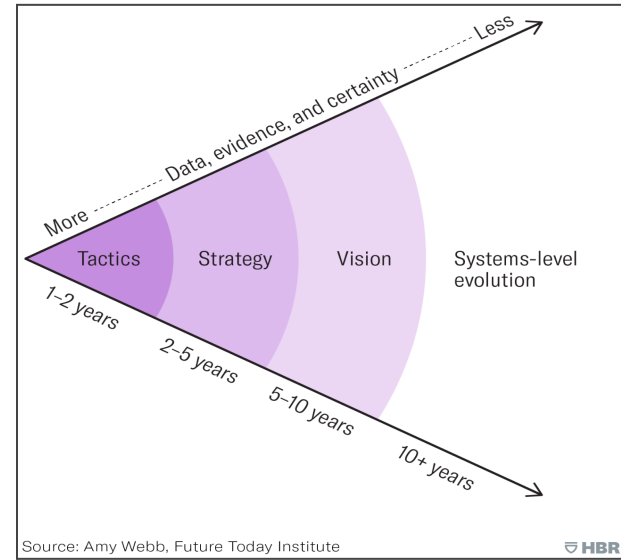 More
Data, evidence, and certainty
Less
Tactics
Strategy
Vision
Systems-level
evolution
1–2 years
2–5 years
5–10 years
10+ years
Source: Amy Webb, Future Today Institute
HBR